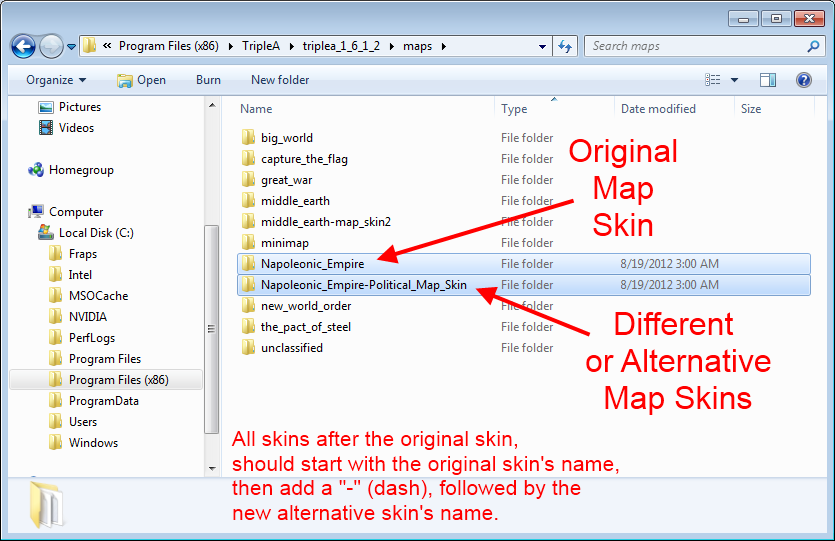 « Program Files (x86) ▸ TripleA ▸ triplea_1_6_1_2 ▸ maps ▸
Search maps
Organize Open Burn New folder
Pictures
Videos
Homegroup
Computer
Local Disk (C:)
Fraps
Intel
MSOCache
NVIDIA
PerfLogs
Program Files
Program Files (x86)
ProgramData
Users
Windows
Name Type Date modified Size
big_world File folder
capture_the_flag File folder
great_war File folder
middle_earth File folder
middle_earth-map_skin2 File folder
minimap File folder
Napoleonic_Empire File folder 8/19/2012 3:00 AM
Napoleonic_Empire-Political_Map_Skin File folder 8/19/2012 3:00 AM
new_world_order File folder
the_pact_of_steel File folder
unclassified File folder
Original
Map
Skin
Different
or Alternative
Map Skins
All skins after the original skin,
should start with the original skin's name,
then add a "-" (dash), followed by the
new alternative skin's name.